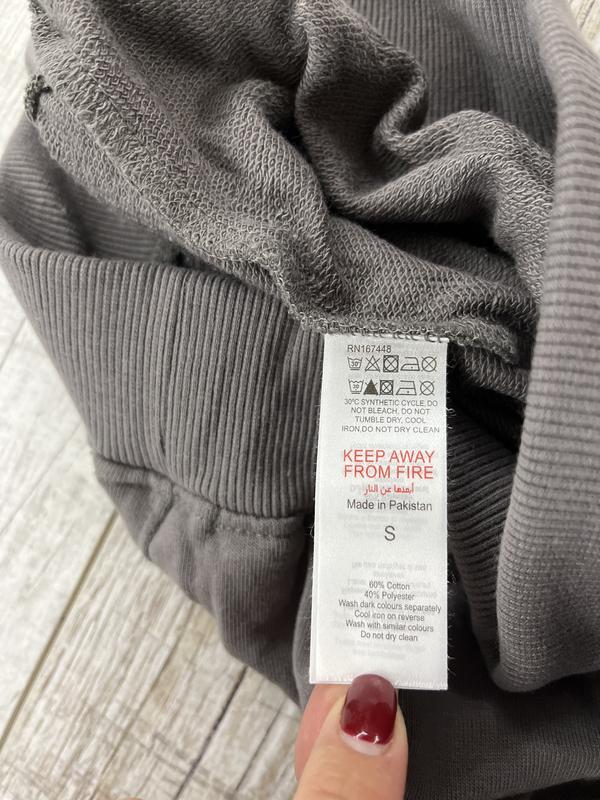 RN167448
30°
30°C SYNTHETIC CYCLE, DO
NOT BLEACH, DO NOT
TUMBLE DRY, COOL
IRON,DO NOT DRY CLEAN
KEEP AWAY
FROM FIRE
أبعدها عن النار
Made in Pakistan
S
60% Cotton
40% Polyester
Wash dark colours separately
Cool iron on reverse
Wash with similar colours
Do not dry clean